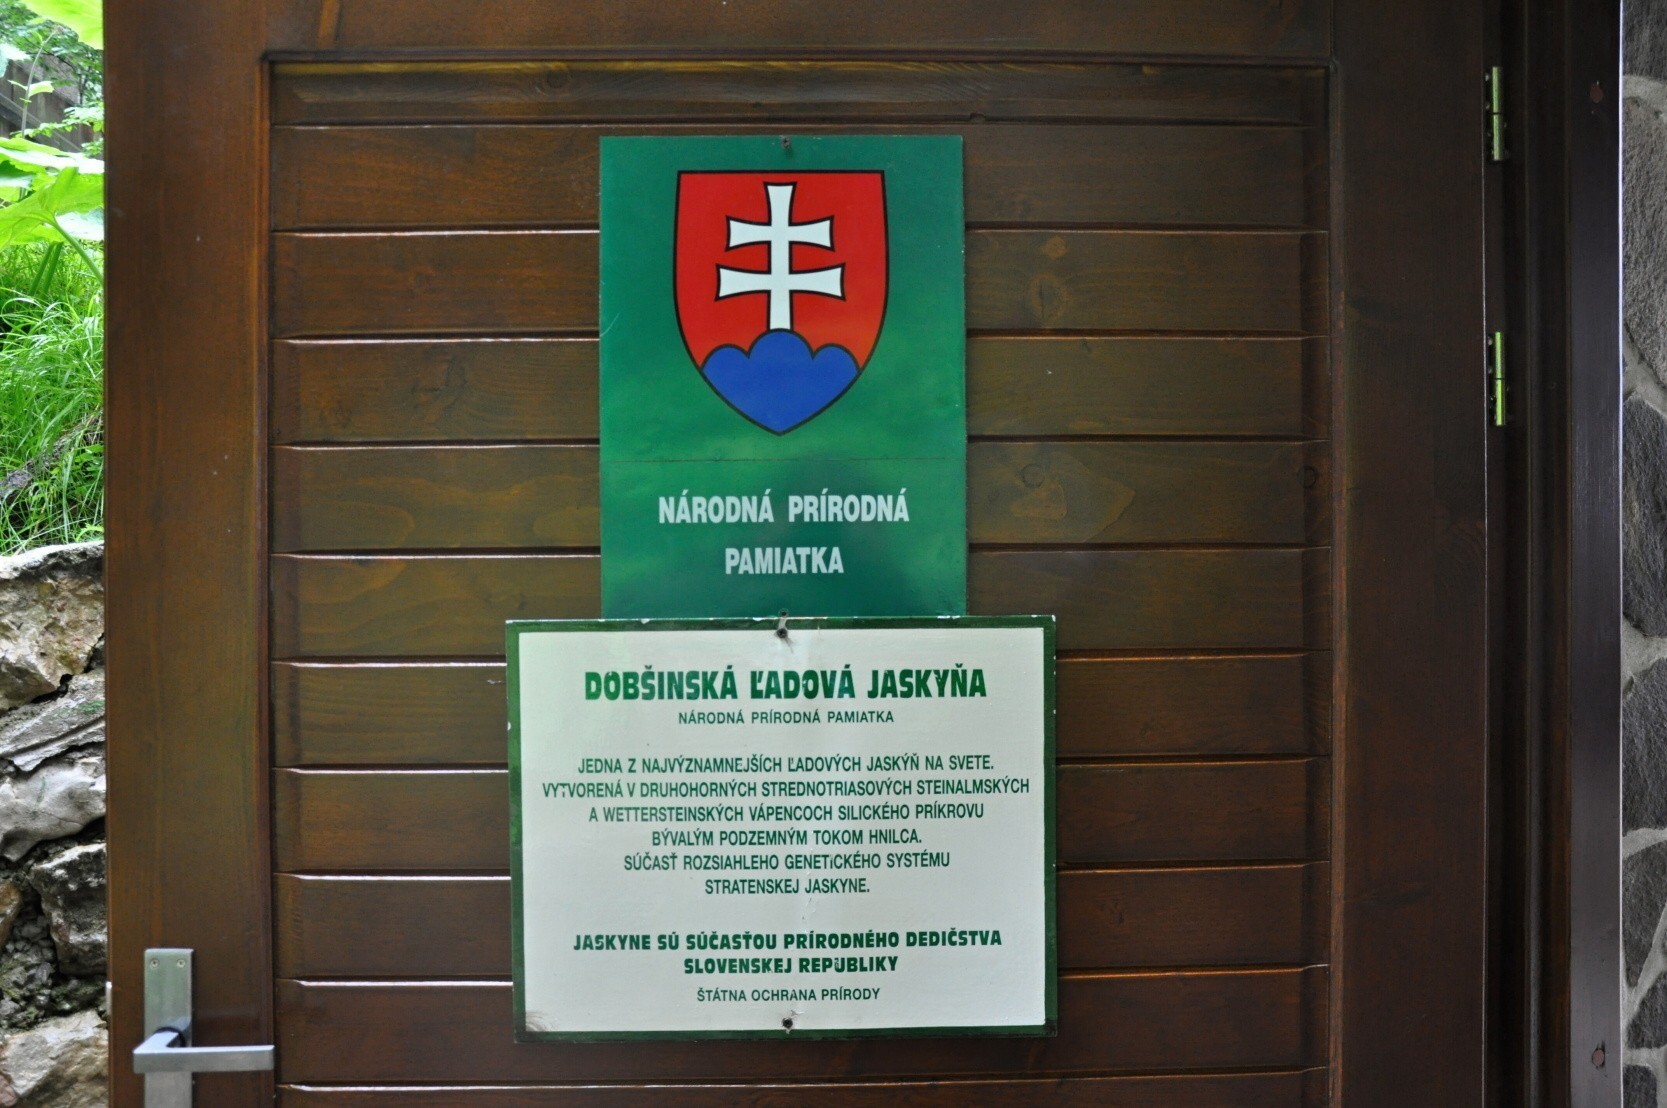 NÁRODNÁ PRÍRODNÁ
PAMIATKA
DOBŠINSKÁ ĽADOVÁ JASKYŇA
NÁRODNÁ PRÍRODNÁ PAMIATKA
JEDNA Z NAJVÝZNAMNEJŠÍCH ĽADOVÝCH JASKÝŇ NA SVETE.
VYTVORENÁ V DRUHOHORNÝCH STREDNOTRIASOVÝCH STEINALMSKÝCH
A WETTERSTEINSKÝCH VÁPENCOCH SILICKÉHO PRÍKROVU
BÝVALÝM PODZEMNÝM TOKOM HNILCA.
SÚČASŤ ROZSIAHLEHO GENETICKÉHO SYSTÉMU
STRATENSKEJ JASKYNE.
JASKYNE SÚ SÚČASŤOU PRÍRODNÉHO DEDIČSTVA
SLOVENSKEJ REPUBLIKY
ŠTÁTNA OCHRANA PRÍRODY